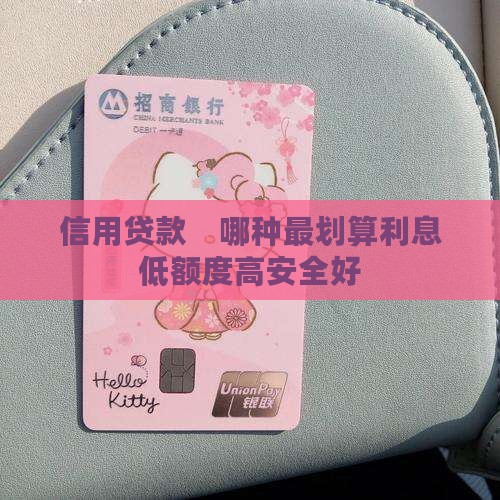 招商银行
CHINA MERCHANTS BANK
DEBIT 一卡通
信用贷款 哪种最划算利息
低额度高安全好
Hello
Kitty
UnionPay
银联